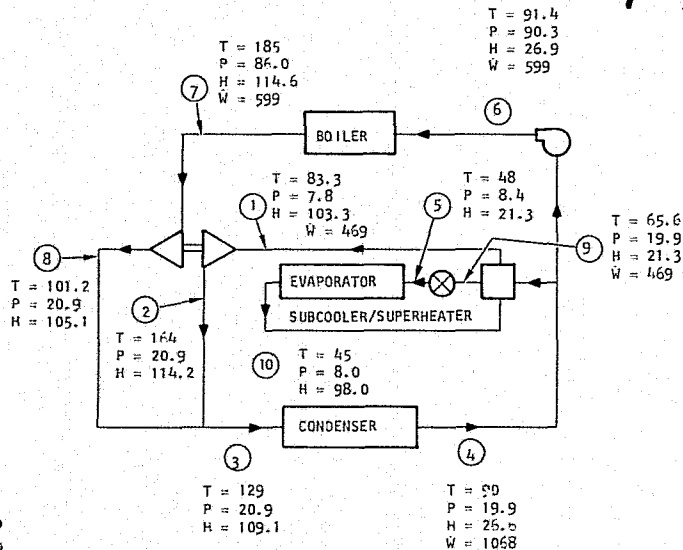 T = 91.4
P = 90.3
H = 26.9
Ẇ = 599
6
T = 185
P = 86.0
H = 114.6
Ẇ = 599
7
BOILER
T = 83.3
P = 7.8
H = 103.3
Ẇ = 469
1
T = 48
P = 8.4
H = 21.3
5
T = 65.6
P = 19.9
H = 21.3
Ẇ = 469
9
8
T = 101.2
P = 20.9
H = 105.1
EVAPORATOR
SUBCOOLER/SUPERHEATER
2
T = 164
P = 20.9
H = 114.2
10
T = 45
P = 8.0
H = 98.0
CONDENSER
3
T = 129
P = 20.9
H = 109.1
4
T = 90
P = 19.9
H = 26.6
Ẇ = 1068